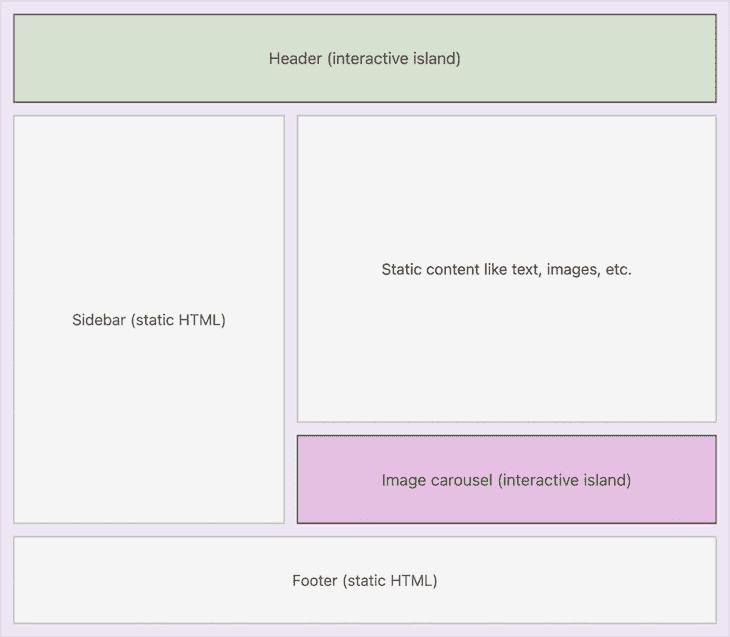 Header (interactive island)
Static content like text, images, etc.
Sidebar (static HTML)
Image carousel (interactive island)
Footer (static HTML)